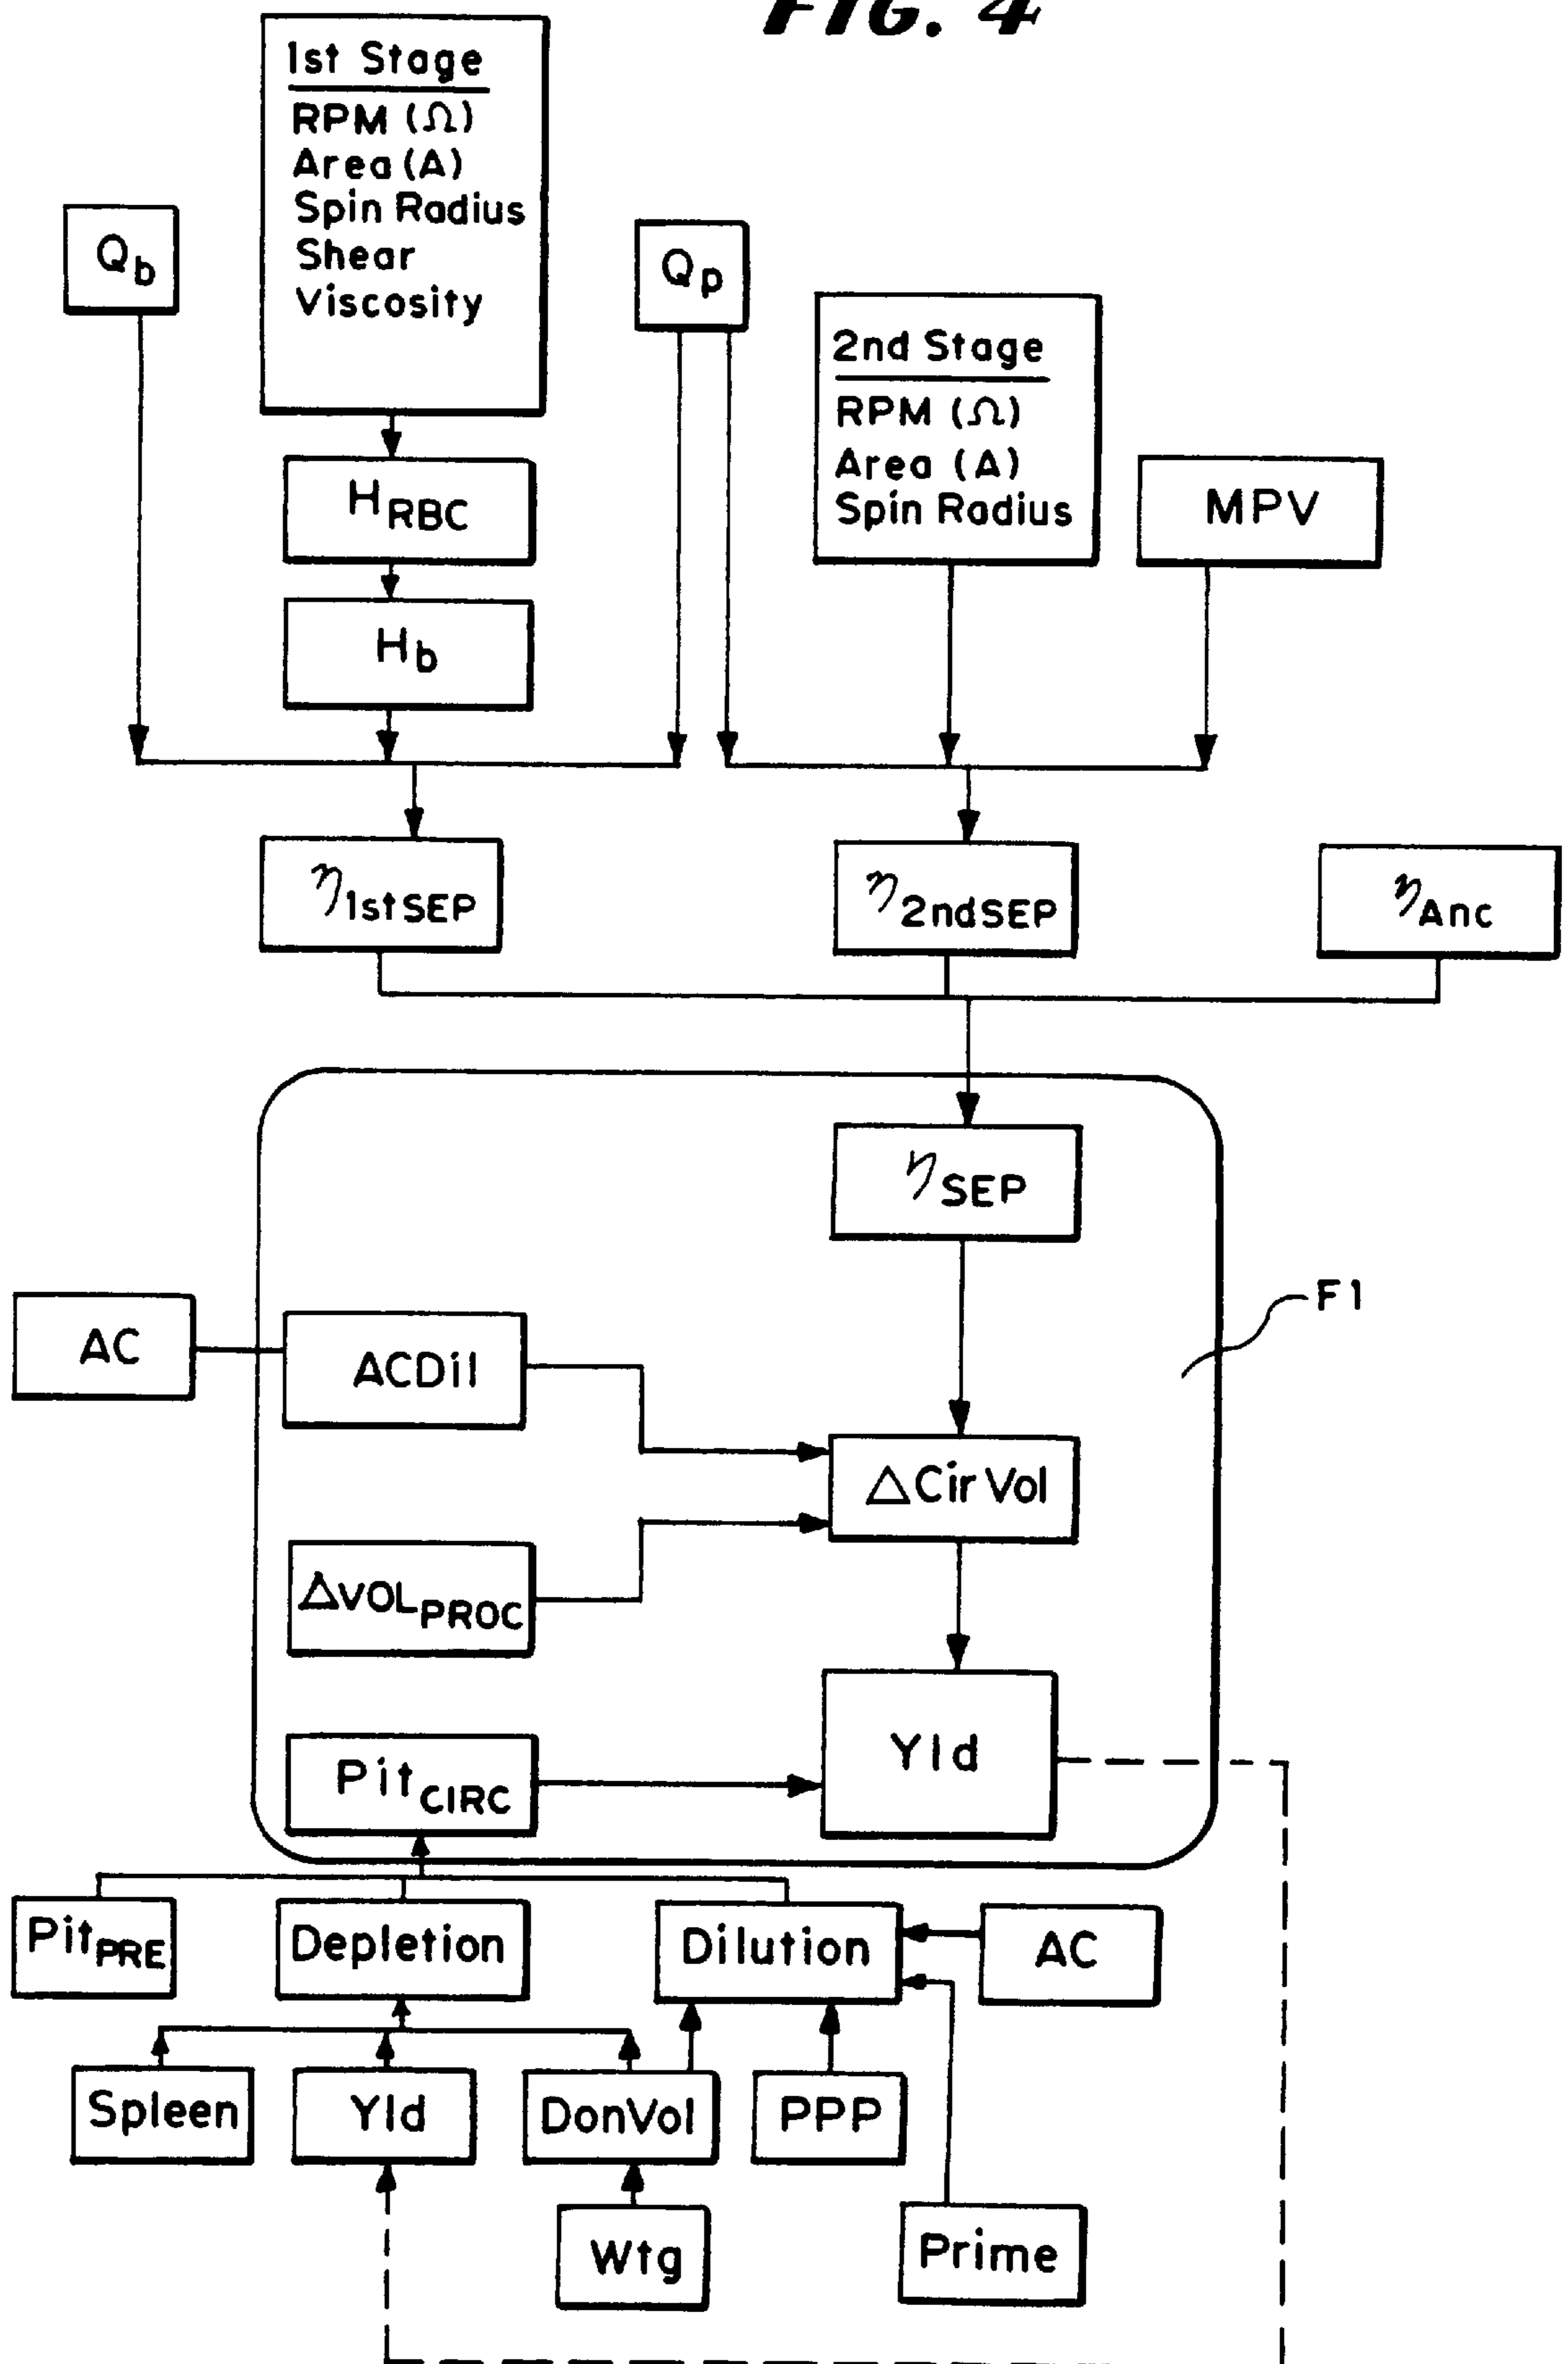 FIG. 4
1st Stage
RPM (Ω)
Area (A)
Spin Radius
Shear
Viscosity
Qb
Qp
2nd Stage
RPM (Ω)
Area (A)
Spin Radius
MPV
HRBC
Hb
η1stSEP
η2ndSEP
ηAnc
ηSEP
F1
AC
ACDil
ΔCirVol
ΔVOLPROC
Yld
PltCIRC
PltPRE
Depletion
Dilution
AC
Spleen
Yld
DonVol
PPP
Wtg
Prime